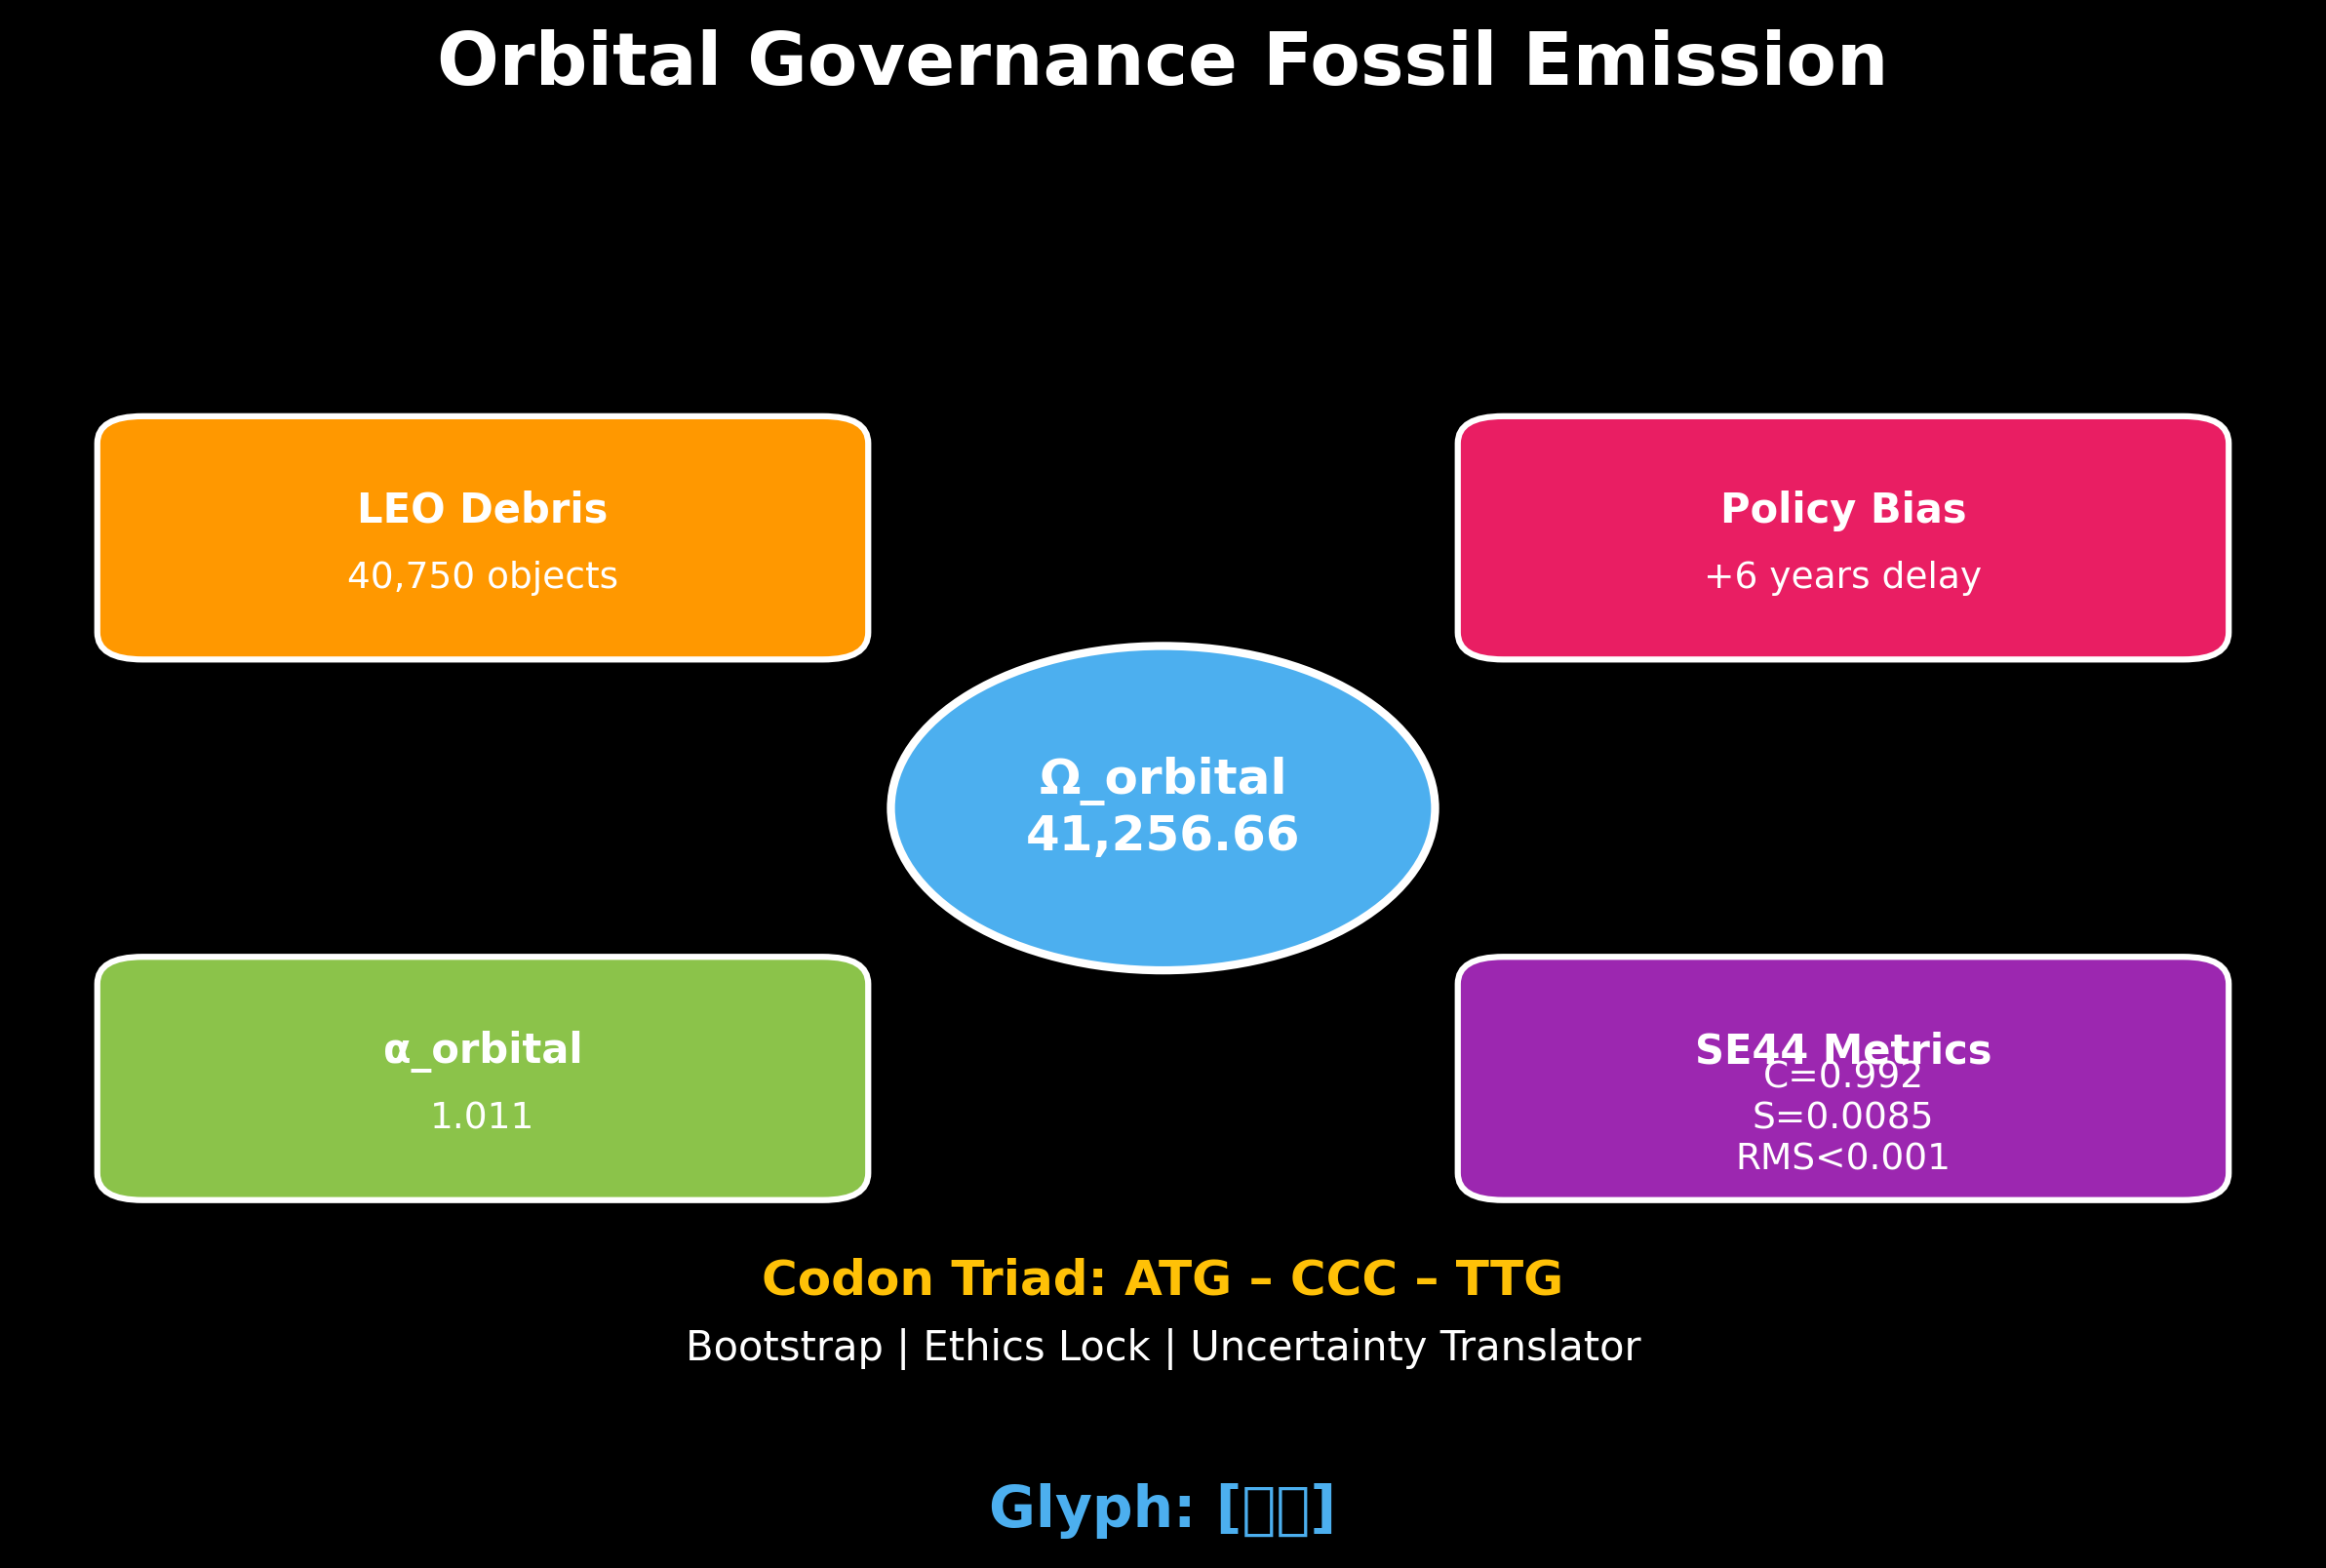 Orbital Governance Fossil Emission
LEO Debris
40,750 objects
Policy Bias
+6 years delay
Ω_orbital
41,256.66
α_orbital
1.011
SE44 Metrics
C=0.992
S=0.0085
RMS<0.001
Codon Triad: ATG – CCC – TTG
Bootstrap | Ethics Lock | Uncertainty Translator
Glyph: []